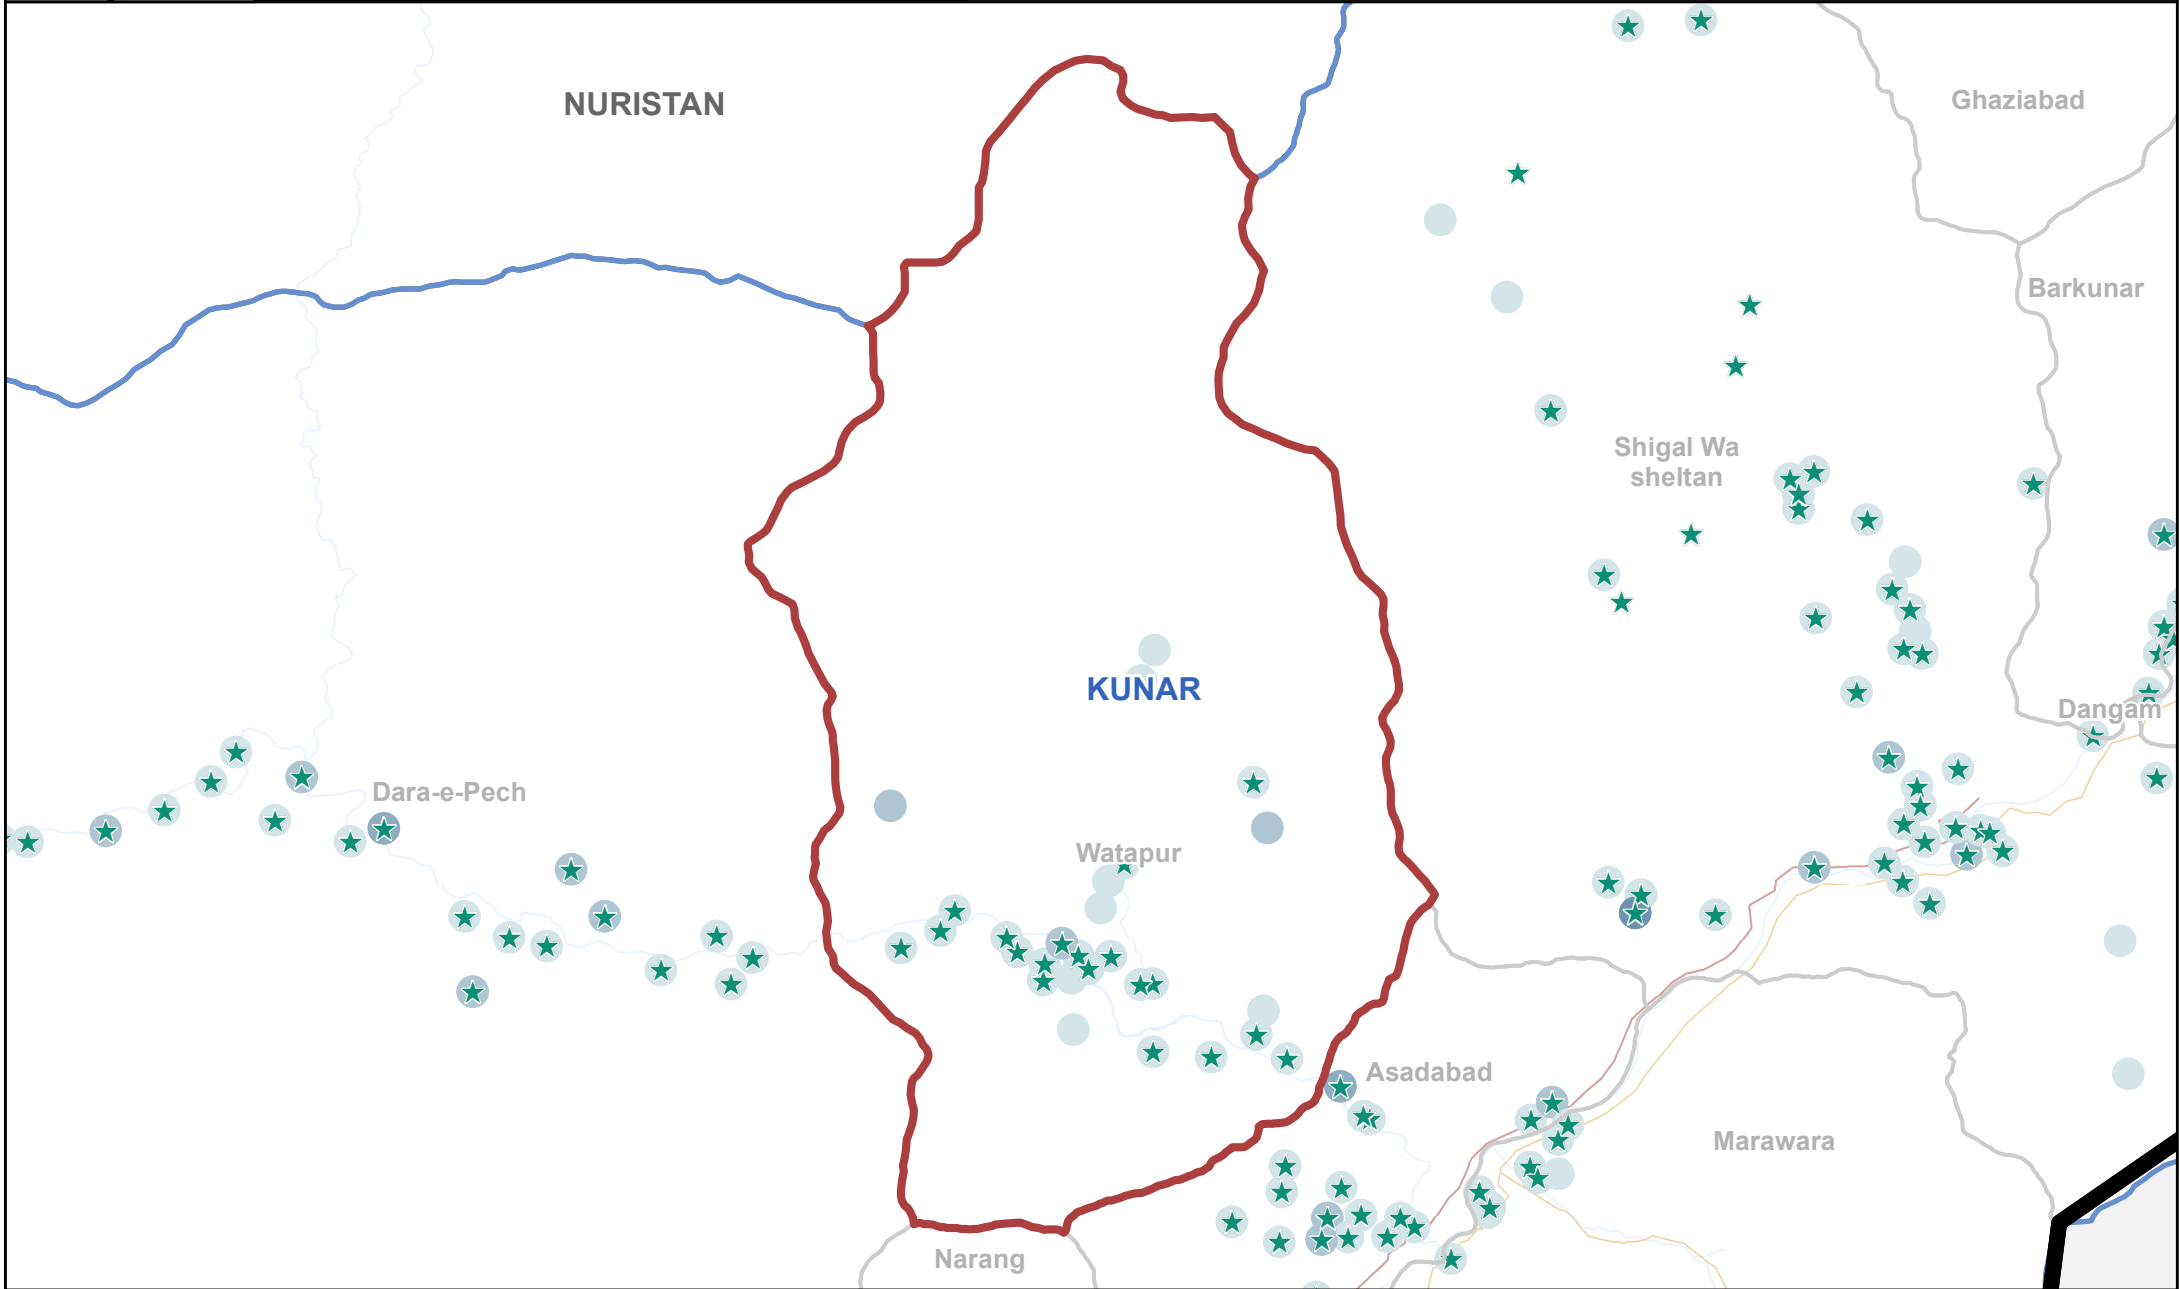 NURISTAN
Ghaziabad
Barkunar
Shigal Wa
sheltan
KUNAR
Dangam
Dara-e-Pech
Watapur
Asadabad
Marawara
Narang